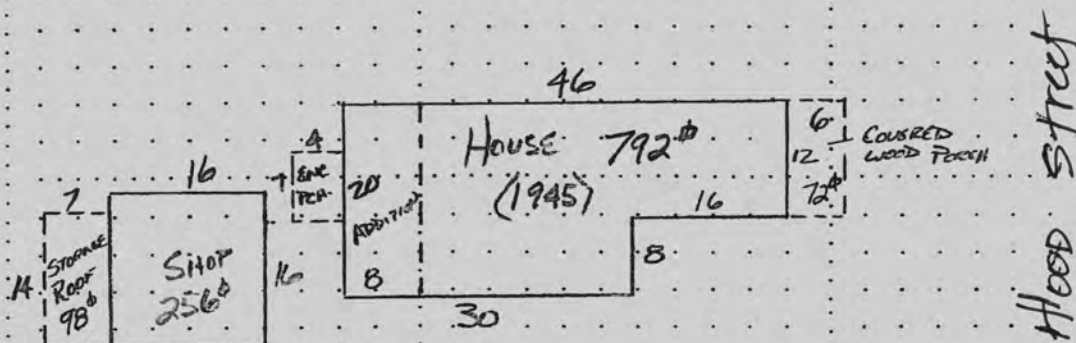 46
4
7
ENC
PCH.
20
ADDITION
8
HOUSE 792⌀
(1945)
30
8
16
12
6
72⌀
COVERED
WOOD PORCH
HOOD Street
16
16
SHOP
256⌀
7
14
STORAGE
ROOF
98⌀